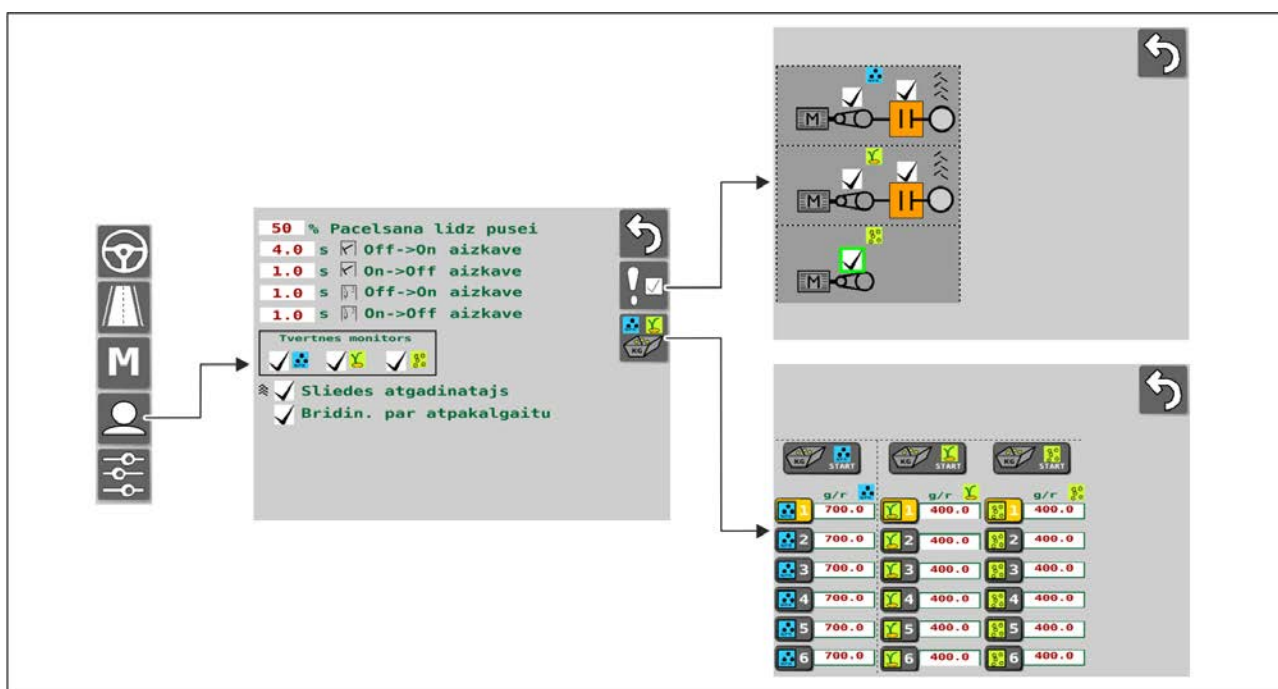 M
50 % Pacelsana lidz pusei
4.0 s Off->On aizkave
1.0 s On->Off aizkave
1.0 s Off->On aizkave
1.0 s On->Off aizkave
Tvertnes monitors
Sliedes atgadinatajs
Bridin. par atpakalgaitu
KG
M
M
M
KG START KG START KG START
g/r g/r g/r
1 700.0 1 400.0 1 400.0
2 700.0 2 400.0 2 400.0
3 700.0 3 400.0 3 400.0
4 700.0 4 400.0 4 400.0
5 700.0 5 400.0 5 400.0
6 700.0 6 400.0 6 400.0